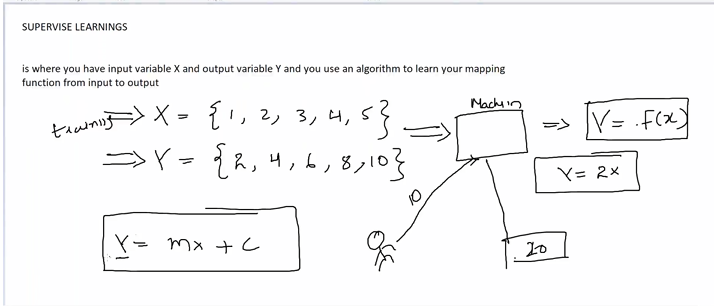 SUPERVISE LEARNINGS
is where you have input variable X and output variable Y and you use an algorithm to learn your mapping
function from input to output
training => X = {1, 2, 3, 4, 5} =>
=> Y = {2, 4, 6, 8, 10}
Machin
=> Y = .f(x)
Y = 2x
10
20
Y = mx + c